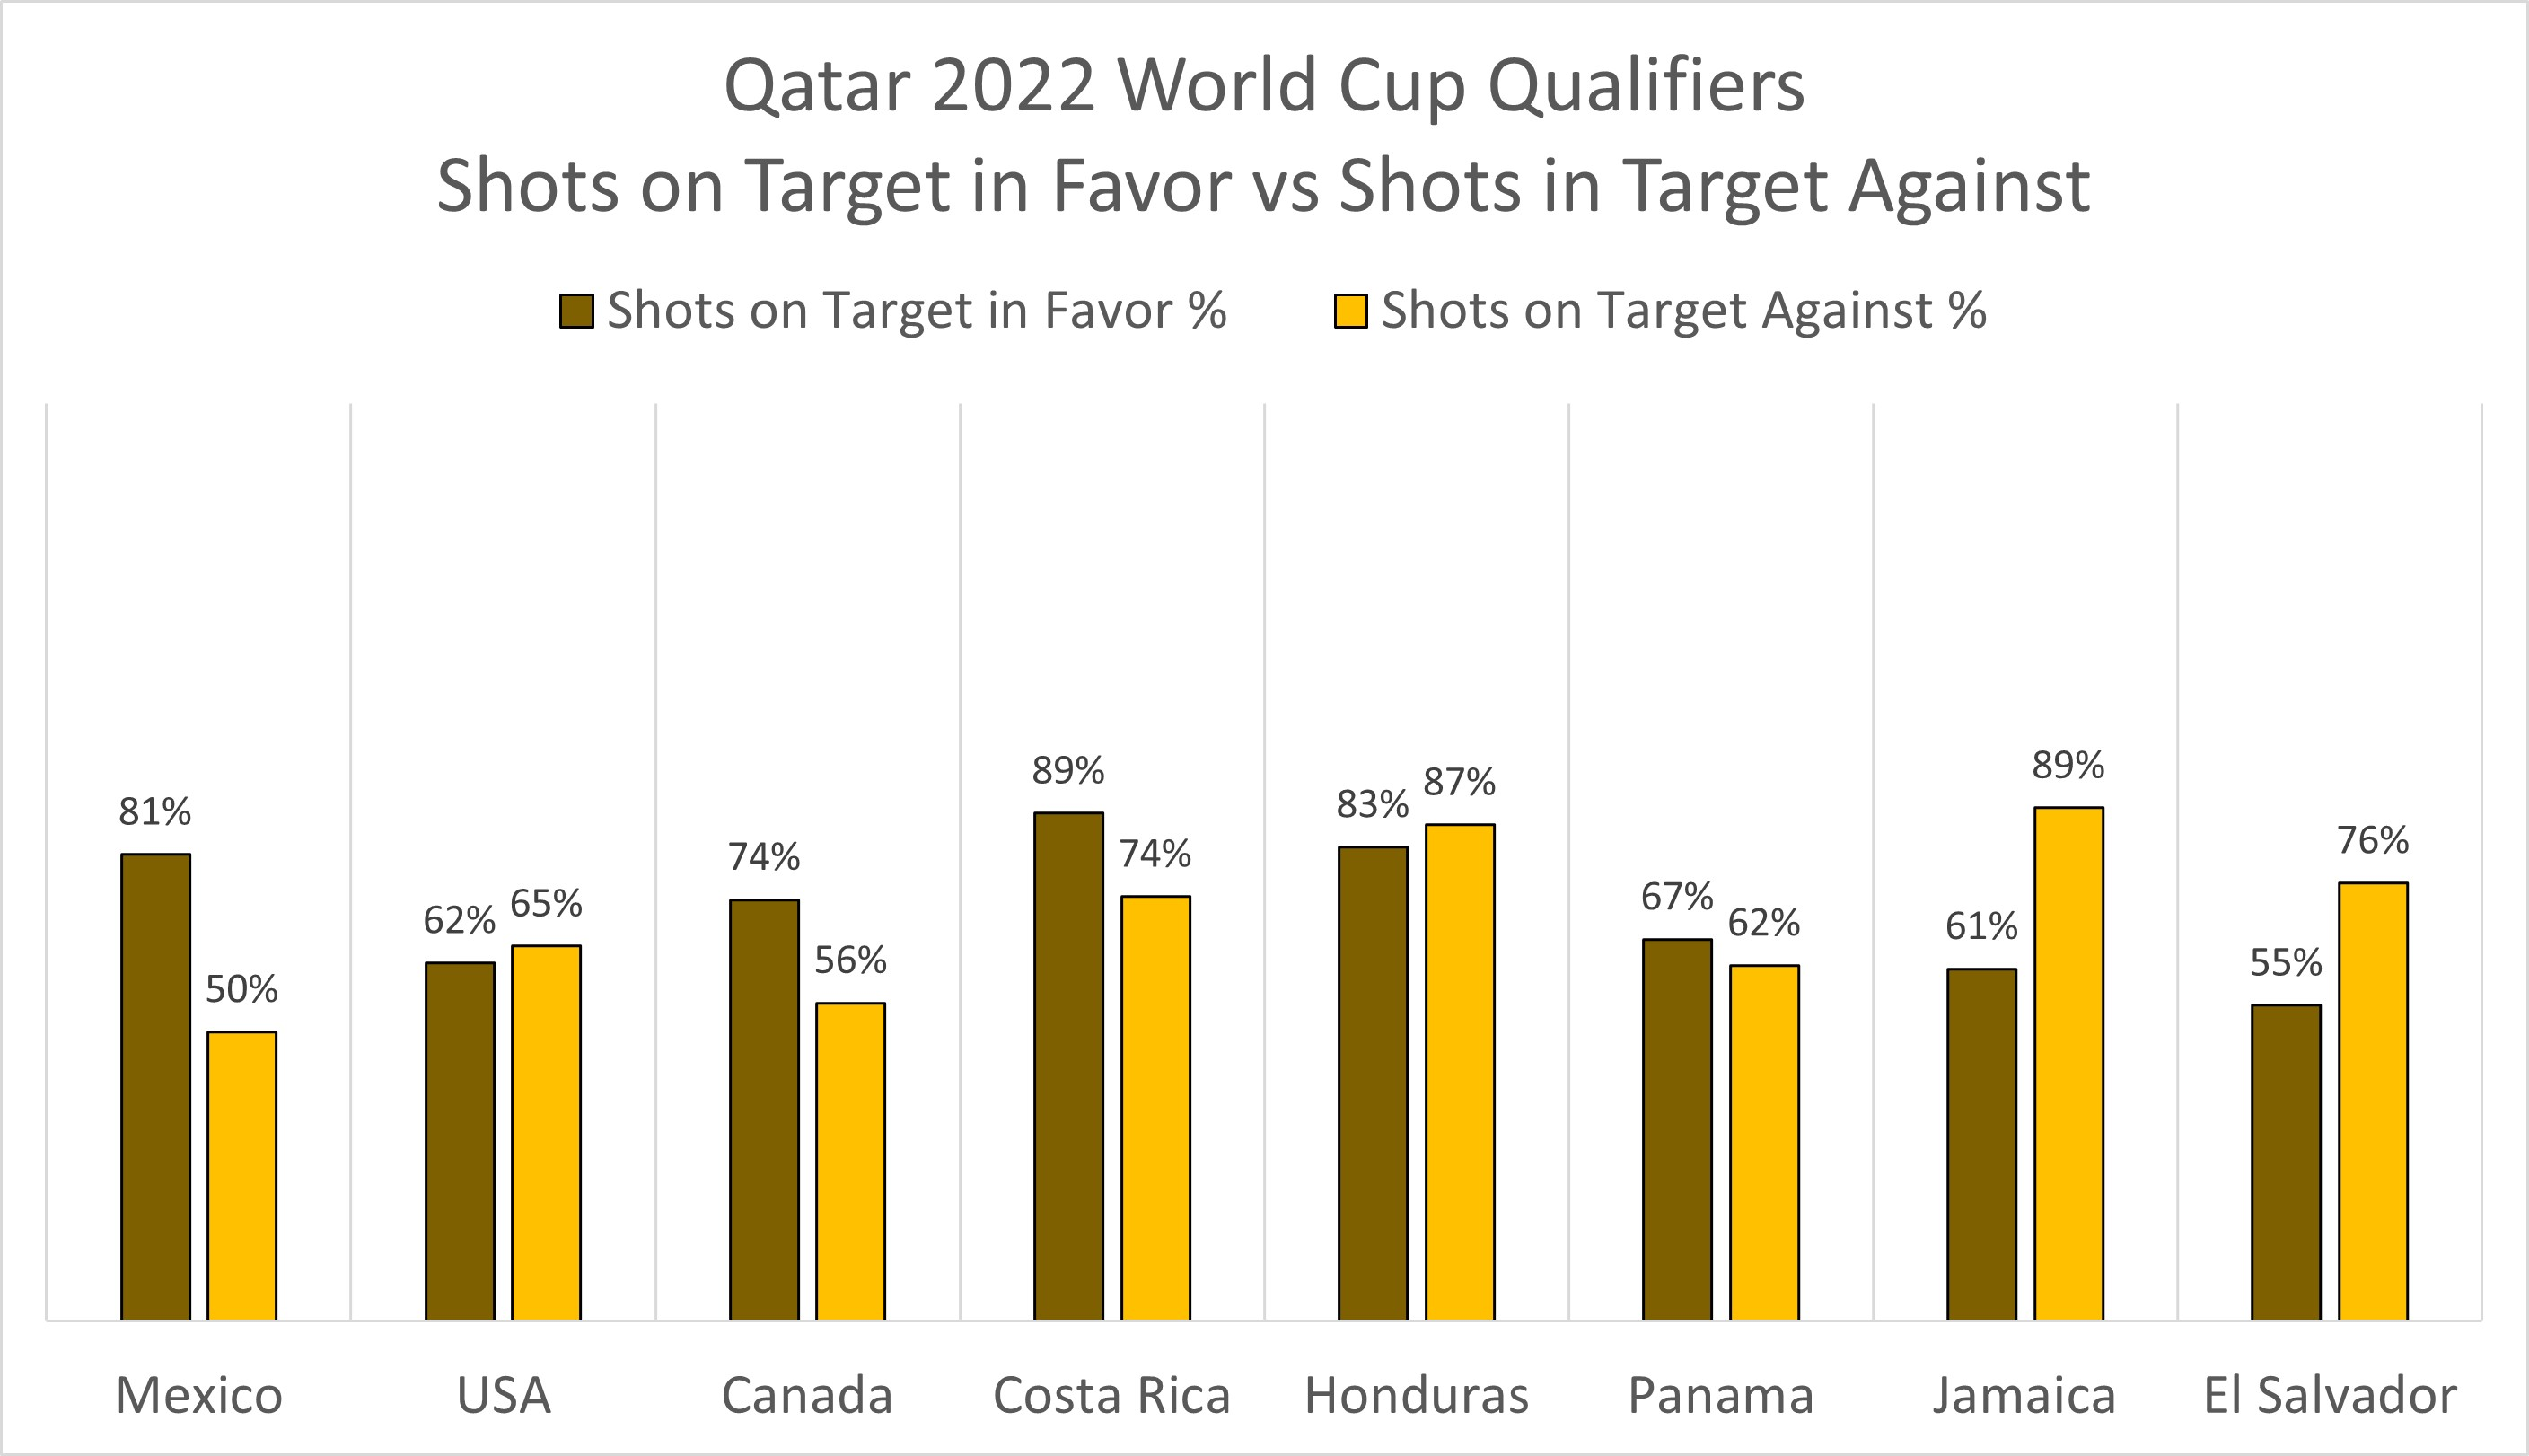 Qatar 2022 World Cup Qualifiers
Shots on Target in Favor vs Shots in Target Against
Shots on Target in Favor %
Shots on Target Against %
81%
50%
62%
65%
74%
56%
89%
74%
83%
87%
67%
62%
61%
89%
55%
76%
Mexico
USA
Canada
Costa Rica
Honduras
Panama
Jamaica
El Salvador